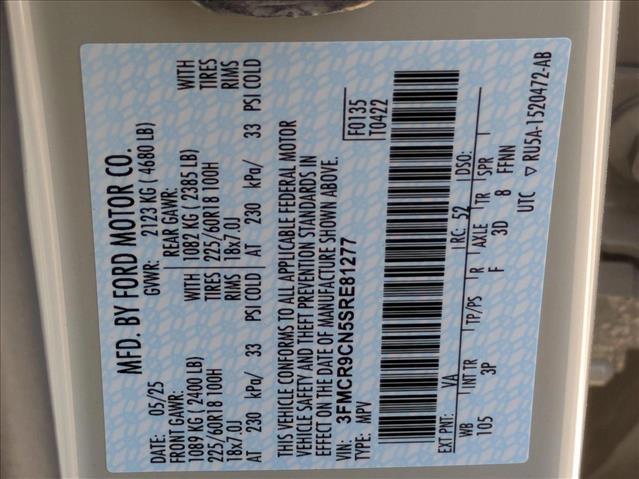 MFD. BY FORD MOTOR CO.
DATE: 05/25 GVWR: 2123 KG ( 4680 LB)
FRONT GAWR: REAR GAWR:
1089 KG ( 2400 LB) WITH 1082 KG ( 2385 LB) WITH
225/60R18 100H TIRES 225/60R18 100H TIRES
18x7.0J RIMS 18x7.0J RIMS
AT 230 kPa/ 33 PSI COLD AT 230 kPa/ 33 PSI COLD
THIS VEHICLE CONFORMS TO ALL APPLICABLE FEDERAL MOTOR
VEHICLE SAFETY AND THEFT PREVENTION STANDARDS IN
EFFECT ON THE DATE OF MANUFACTURE SHOWN ABOVE.
VIN: 3FMCR9CN5SRE81277 F0135
TYPE: MPV T0422
EXT PNT: VA RC: 52 DSO:
WB INT TR TP/PS R AXLE TR SPR
105 3P F 3D 8 FFNN
UTC ▽ RU5A-1520472-AB